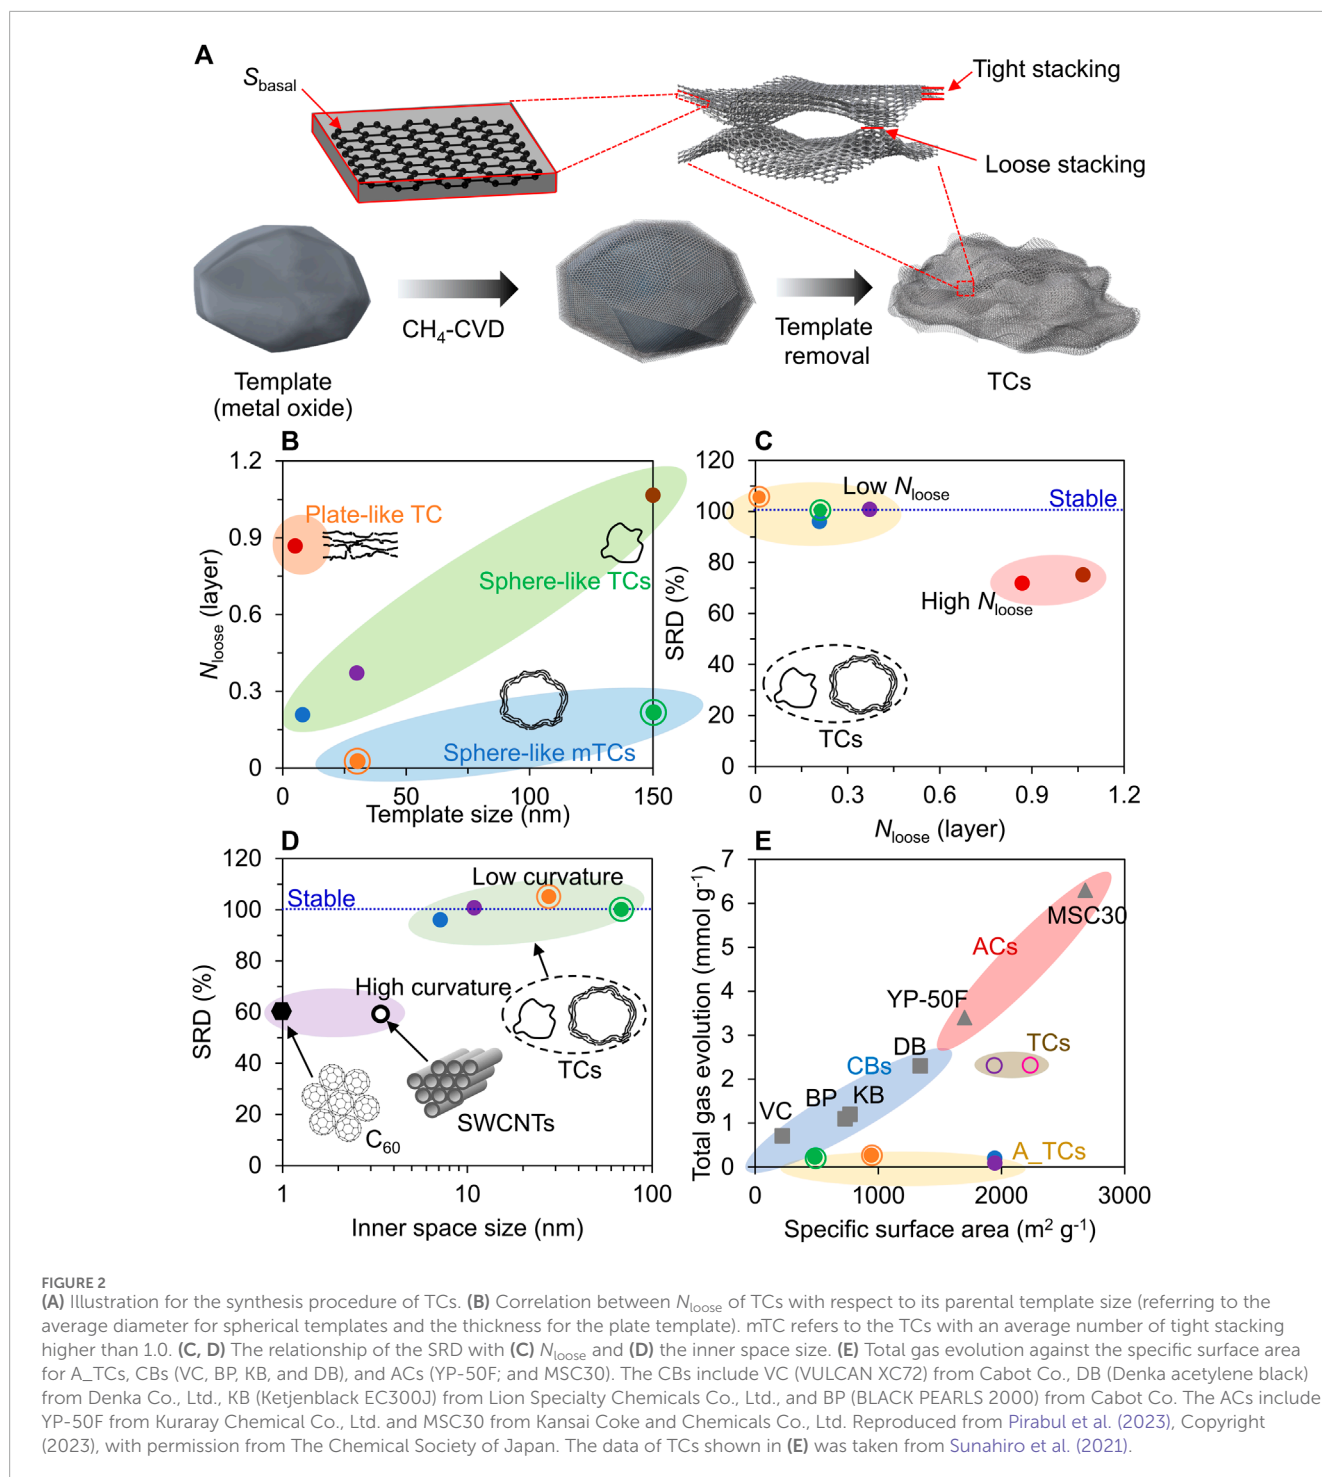 A
S_basal
Tight stacking
Loose stacking
CH₄-CVD
Template
removal
Template
(metal oxide)
TCs
B
1.2
0.9
0.6
0.3
0
N_loose (layer)
Plate-like TC
Sphere-like TCs
Sphere-like mTCs
0
50
100
150
Template size (nm)
C
120
100
80
60
40
20
0
SRD (%)
Low N_loose
Stable
High N_loose
TCs
0
0.3
0.6
0.9
1.2
N_loose (layer)
D
120
100
80
60
40
20
0
SRD (%)
Stable
Low curvature
High curvature
TCs
SWCNTs
C₆₀
1
10
100
Inner space size (nm)
E
7
6
5
4
3
2
1
0
Total gas evolution (mmol g⁻¹)
MSC30
ACs
YP-50F
DB
TCs
CBs
BP
KB
VC
A_TCs
0
1000
2000
3000
Specific surface area (m² g⁻¹)
FIGURE 2
(A) Illustration for the synthesis procedure of TCs. (B) Correlation between N_loose of TCs with respect to its parental template size (referring to the
average diameter for spherical templates and the thickness for the plate template). mTC refers to the TCs with an average number of tight stacking
higher than 1.0. (C, D) The relationship of the SRD with (C) N_loose and (D) the inner space size. (E) Total gas evolution against the specific surface area
for A_TCs, CBs (VC, BP, KB, and DB), and ACs (YP-50F; and MSC30). The CBs include VC (VULCAN XC72) from Cabot Co., DB (Denka acetylene black)
from Denka Co., Ltd., KB (Ketjenblack EC300J) from Lion Specialty Chemicals Co., Ltd., and BP (BLACK PEARLS 2000) from Cabot Co. The ACs include
YP-50F from Kuraray Chemical Co., Ltd. and MSC30 from Kansai Coke and Chemicals Co., Ltd. Reproduced from Pirabul et al. (2023), Copyright
(2023), with permission from The Chemical Society of Japan. The data of TCs shown in (E) was taken from Sunahiro et al. (2021).